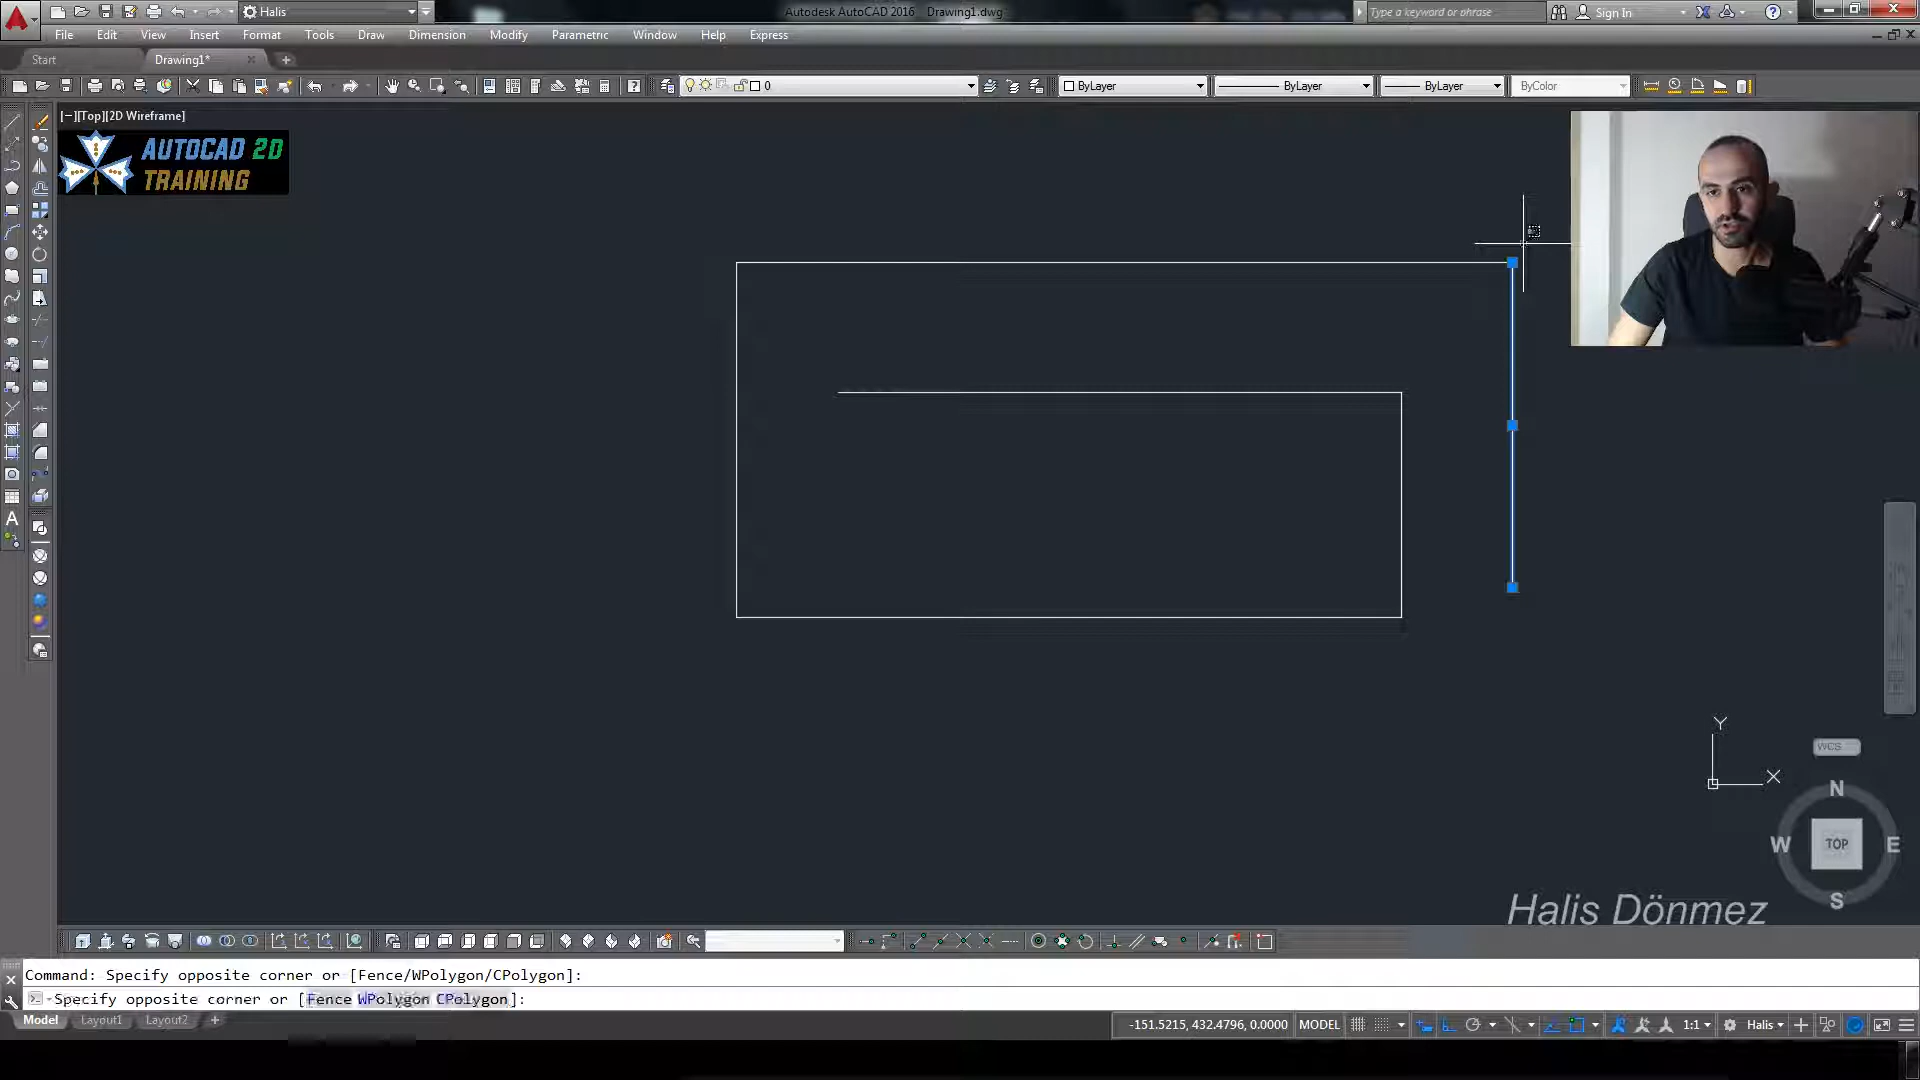 Halis
Autodesk AutoCAD 2016 Drawing1.dwg
Type a keyword or phrase
Sign In
File Edit View Insert Format Tools Draw Dimension Modify Parametric Window Help Express
Start
Drawing1*
0
ByLayer
ByLayer
ByLayer
ByColor
[−][Top][2D Wireframe]
AUTOCAD 2D
TRAINING
Y
X
WCS
N
W
TOP
E
S
Halis Dönmez
Command: Specify opposite corner or [Fence/WPolygon/CPolygon]:
Specify opposite corner or [Fence WPolygon CPolygon]:
Model
Layout1
Layout2
-151.5215, 432.4796, 0.0000
MODEL
1:1
Halis